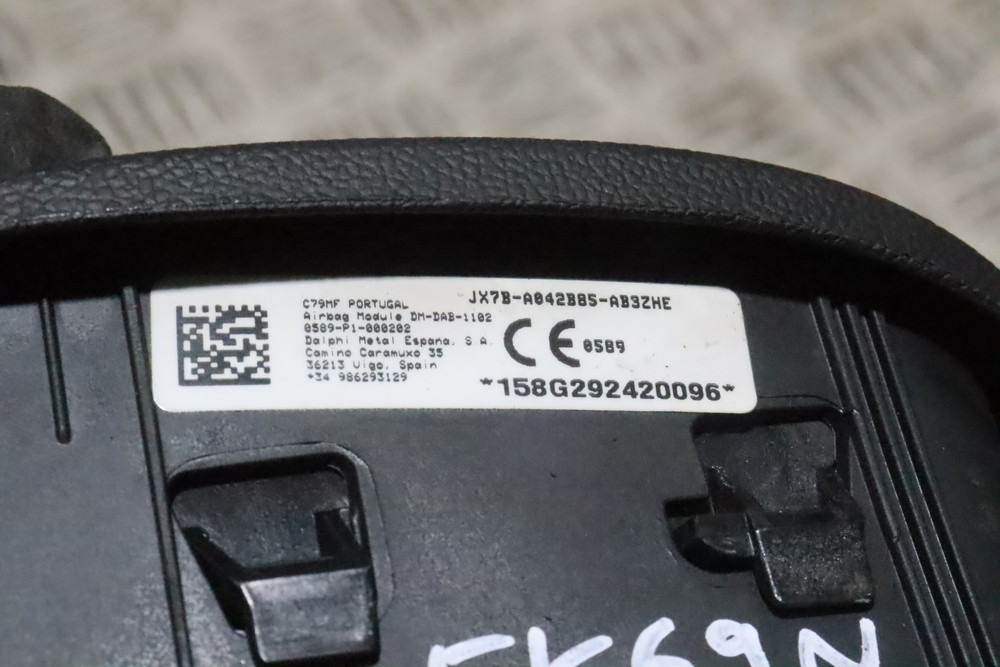 C79MF PORTUGAL
Airbag Module DM-DAB-1102
0589-P1-000202
Dalphi Metal Espana, S A.
Camino Caramuxo 35
36213 Vigo, Spain
+34 986293129
JX7B-A042B85-AB3ZHE
CE 0589
*158G292420096*